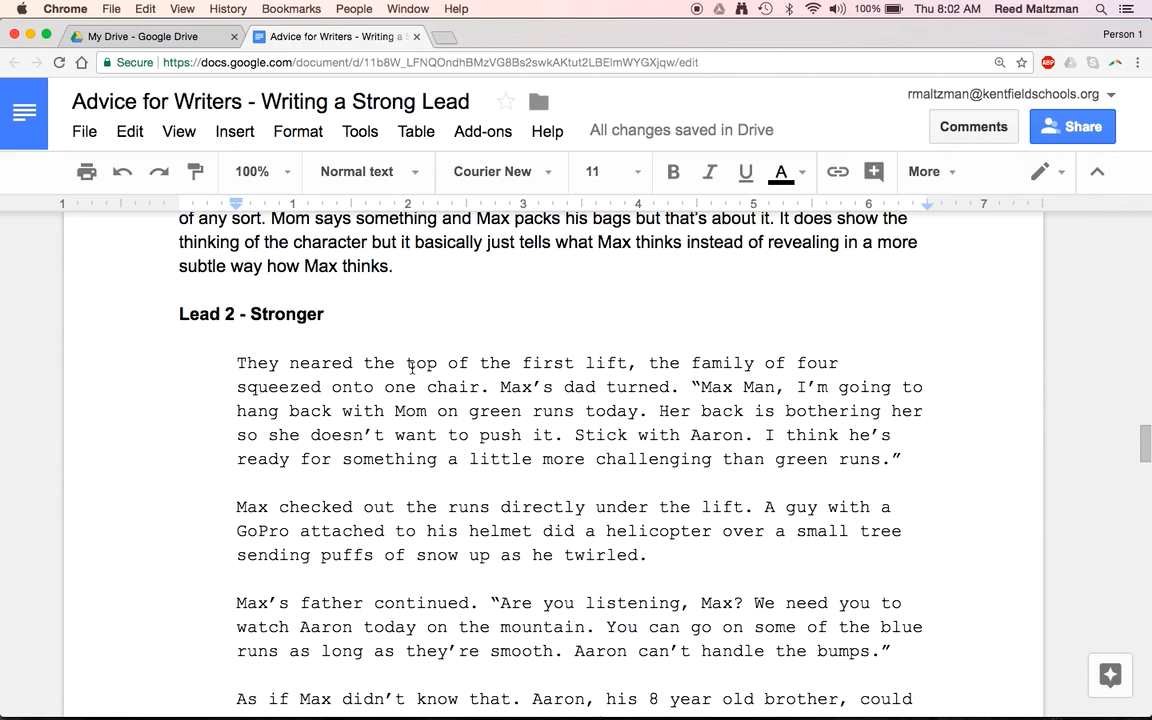 Chrome File Edit View History Bookmarks People Window Help 100% Thu 8:02 AM Reed Maltzman
My Drive - Google Drive Advice for Writers - Writing a S Person 1
Secure https://docs.google.com/document/d/11b8W_LFNQOndhBMzVG8Bs2swkAKtut2LBElmWYGXjqw/edit ABP
Advice for Writers - Writing a Strong Lead rmaltzman@kentfieldschools.org
File Edit View Insert Format Tools Table Add-ons Help All changes saved in Drive Comments Share
100% Normal text Courier New 11 B I U A More
1 1 2 3 4 5 6 7
of any sort. Mom says something and Max packs his bags but that's about it. It does show the
thinking of the character but it basically just tells what Max thinks instead of revealing in a more
subtle way how Max thinks.
Lead 2 - Stronger
They neared the top of the first lift, the family of four
squeezed onto one chair. Max’s dad turned. “Max Man, I’m going to
hang back with Mom on green runs today. Her back is bothering her
so she doesn’t want to push it. Stick with Aaron. I think he’s
ready for something a little more challenging than green runs.”
Max checked out the runs directly under the lift. A guy with a
GoPro attached to his helmet did a helicopter over a small tree
sending puffs of snow up as he twirled.
Max’s father continued. “Are you listening, Max? We need you to
watch Aaron today on the mountain. You can go on some of the blue
runs as long as they’re smooth. Aaron can’t handle the bumps.”
As if Max didn’t know that. Aaron, his 8 year old brother, could